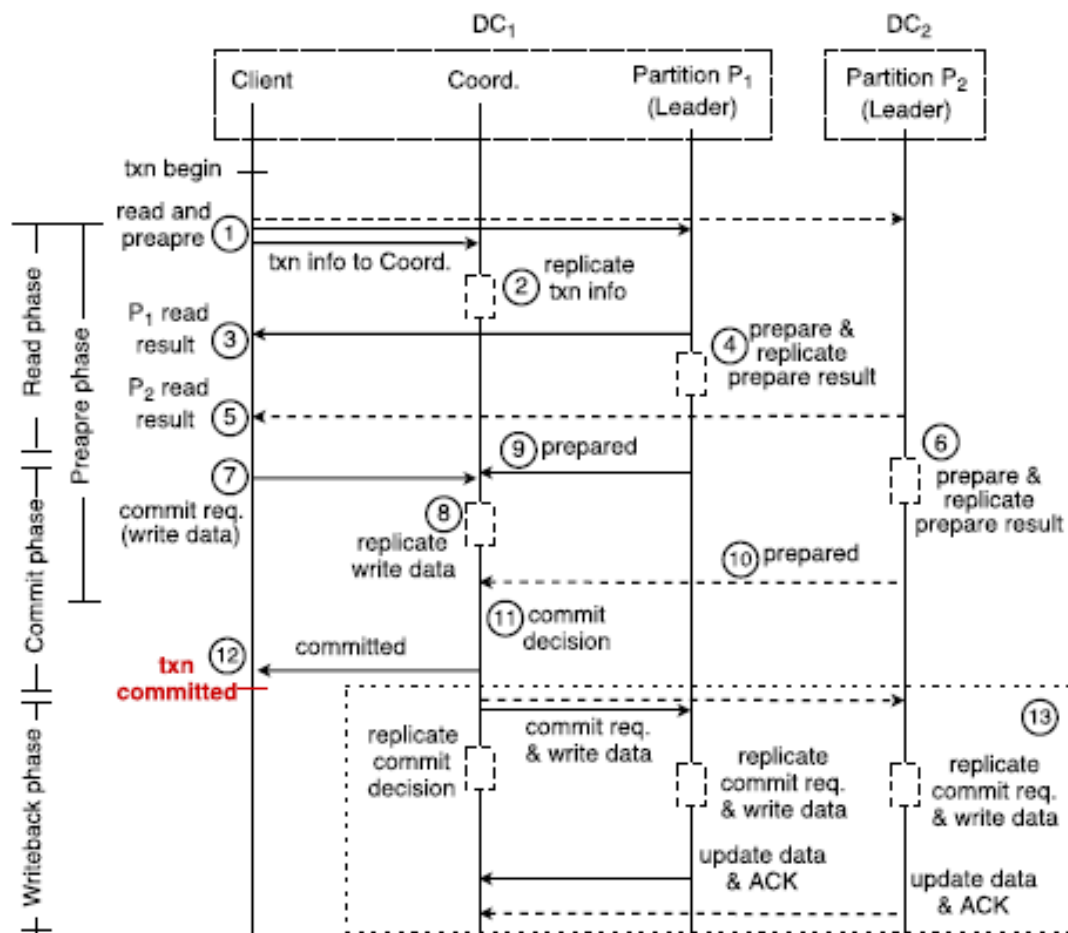 DC1
DC2
Client
Coord.
Partition P1
(Leader)
Partition P2
(Leader)
txn begin
read and
preapre
1
txn info to Coord.
2
replicate
txn info
P1 read
result
3
4
prepare &
replicate
prepare result
P2 read
result
5
6
prepare &
replicate
prepare result
9
prepared
7
commit req.
(write data)
8
replicate
write data
10
prepared
11
commit
decision
12
committed
txn
committed
13
commit req.
& write data
replicate
commit
decision
replicate
commit req.
& write data
replicate
commit req.
& write data
update data
& ACK
update data
& ACK
Read phase
Preapre phase
Commit phase
Writeback phase